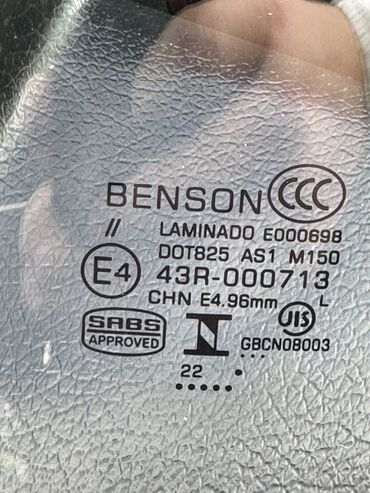 BENSON CCC
// LAMINADO E000698
DOT825 AS1 M150
E4 43R-000713
CHN E4.96mm L
SABS APPROVED N JIS
GBCN08003
22